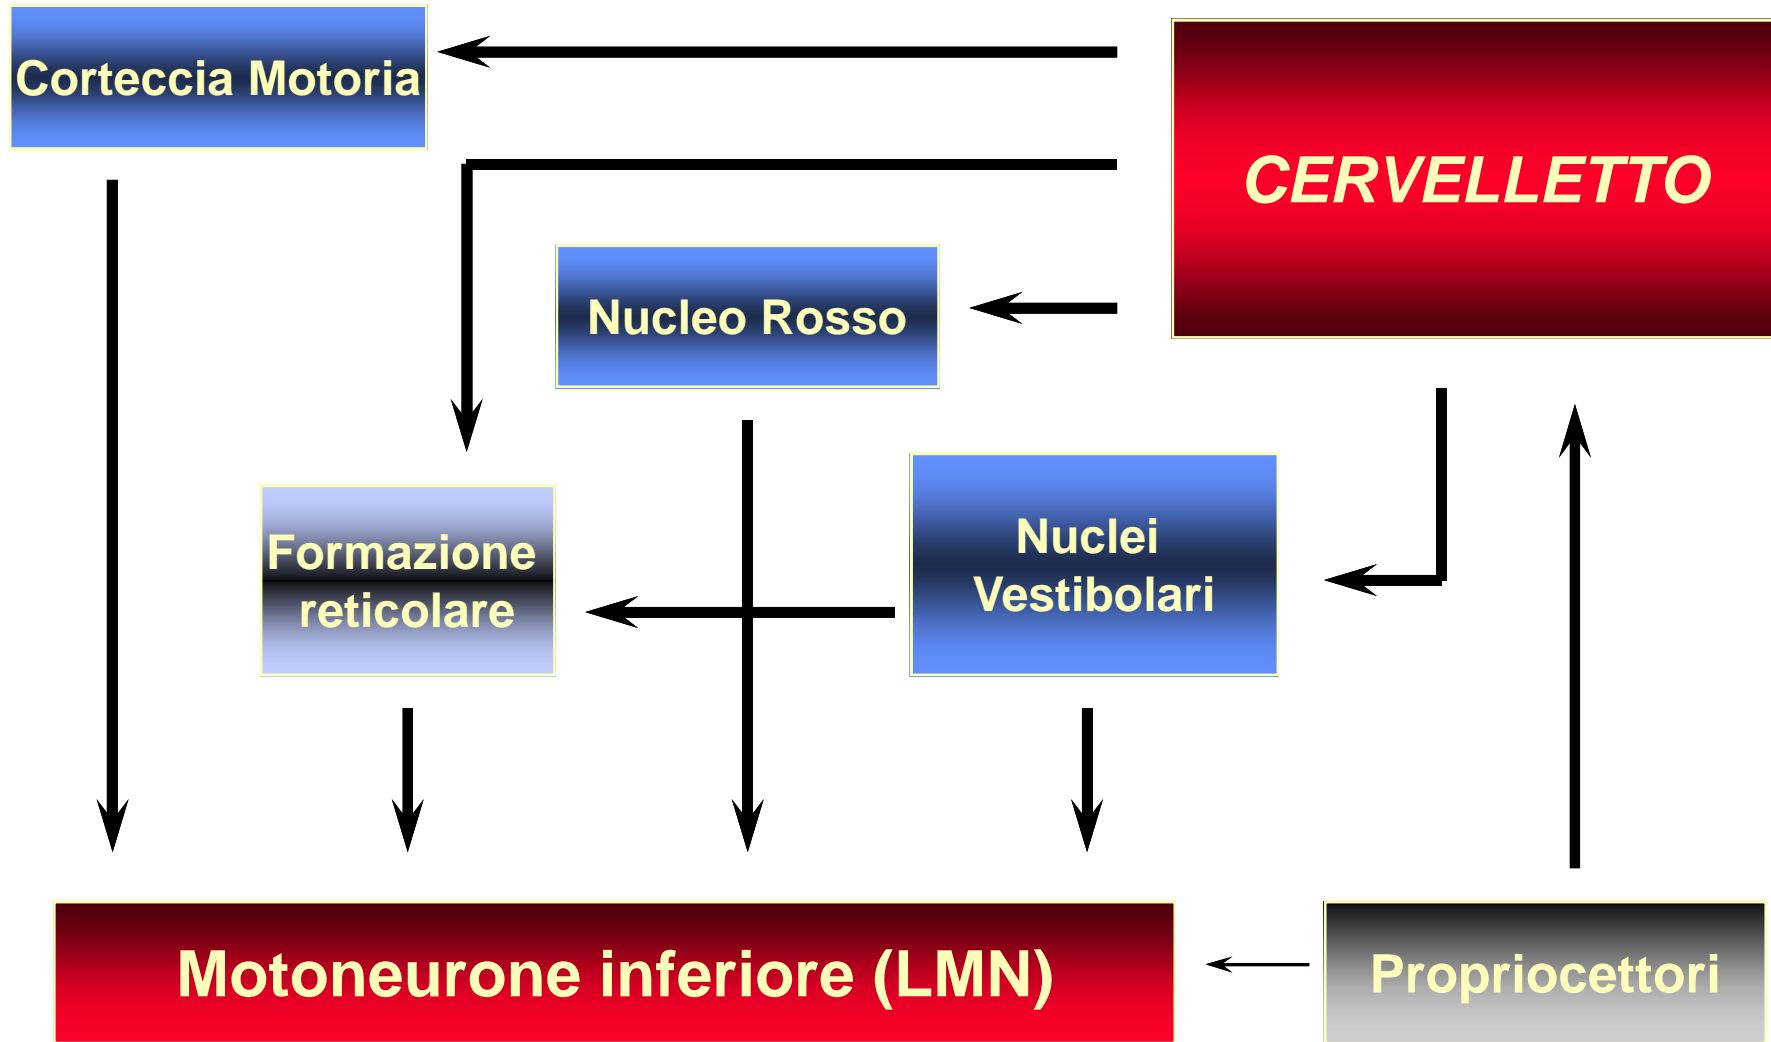 Corteccia Motoria
CERVELLETTO
Nucleo Rosso
Formazione
reticolare
Nuclei
Vestibolari
Motoneurone inferiore (LMN)
Propriocettori